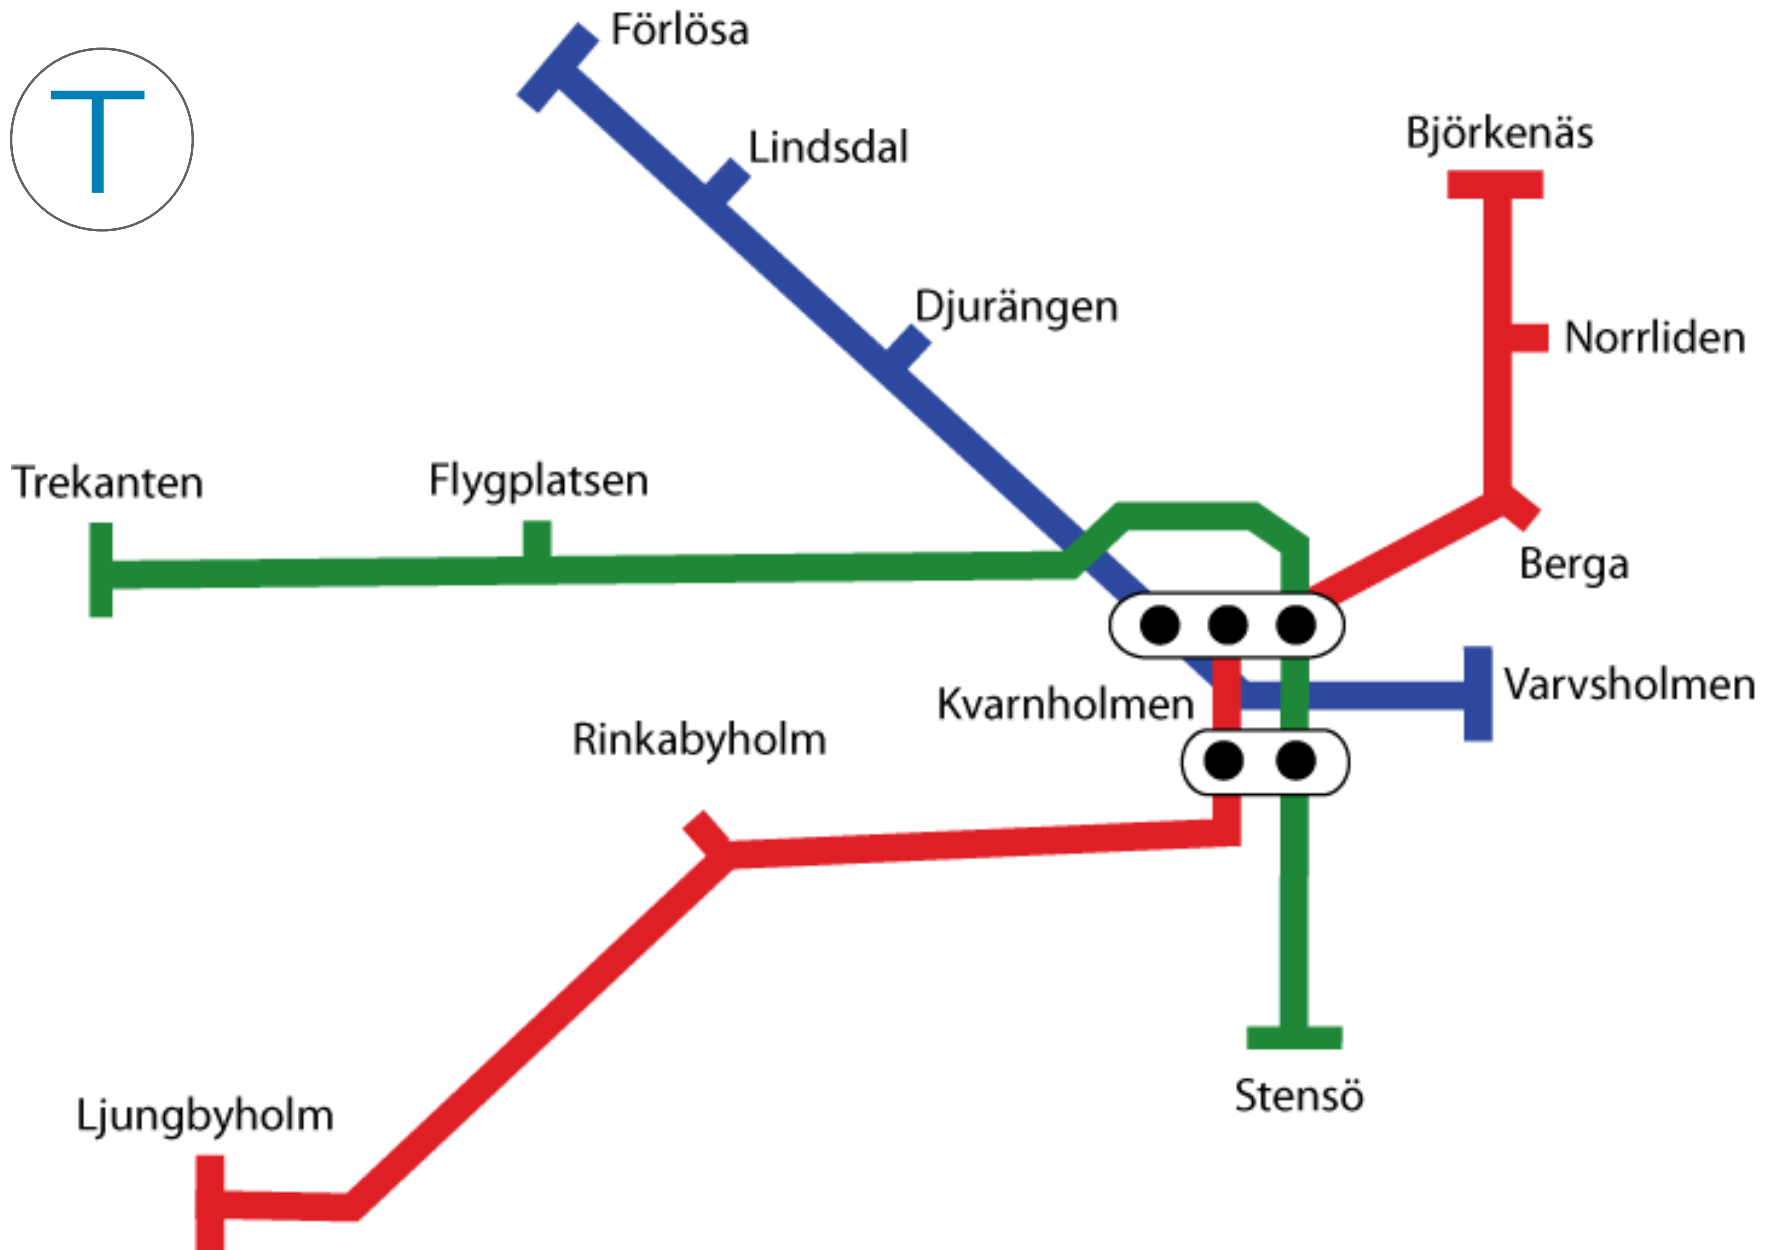 Förlösa
T
Lindsdal
Björkenäs
Djurängen
Norrliden
Trekanten
Flygplatsen
Berga
Kvarnholmen
Varvsholmen
Rinkabyholm
Stensö
Ljungbyholm